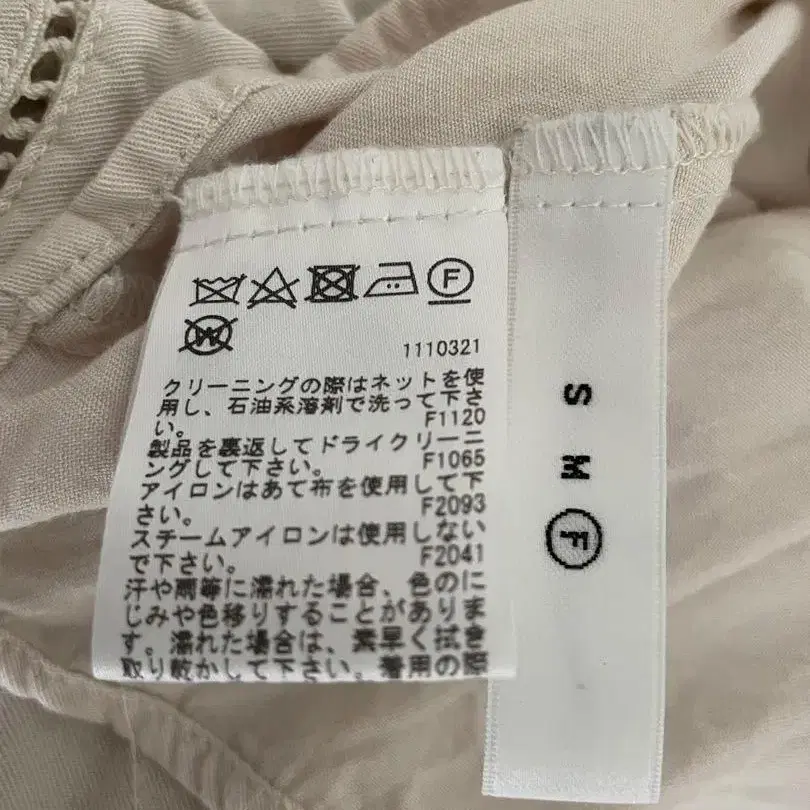 F
W
1110321
クリーニングの際はネットを使
用し、石油系溶剤で洗って下さ
い。 F1120
製品を裏返してドライクリーニ
ングして下さい。 F1065
アイロンはあて布を使用して下
さい。 F2093
スチームアイロンは使用しない
で下さい。 F2041
汗や雨等に濡れた場合、色のに
じみや色移りすることがありま
す。濡れた場合は、素早く拭き
取り乾かして下さい。着用の際
S
M
F